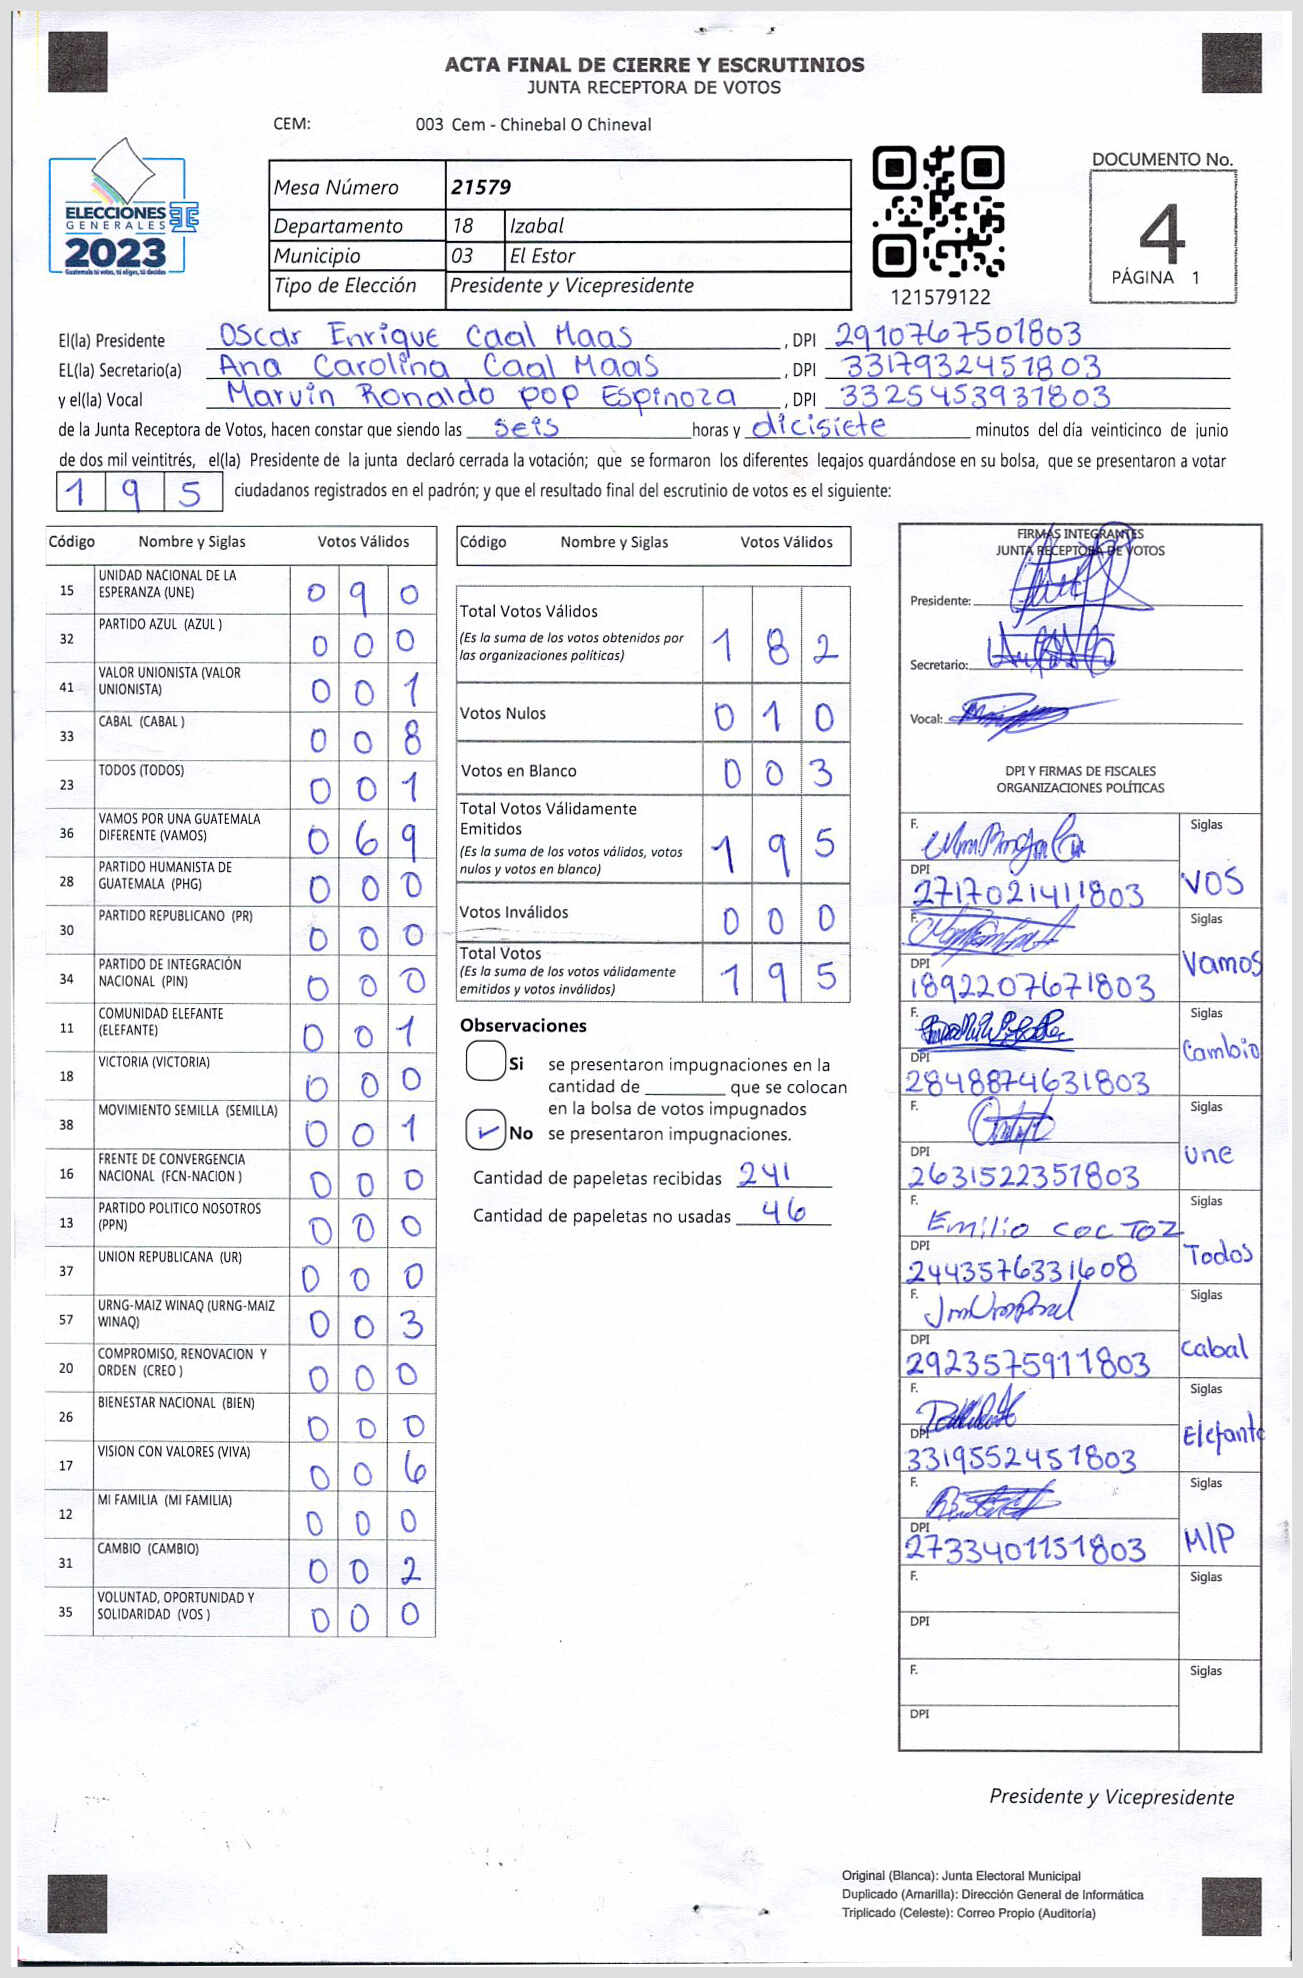 ACTA FINAL DE CIERRE Y ESCRUTINIOS
JUNTA RECEPTORA DE VOTOS
CEM: 003 Cem - Chinebal O Chineval
ELECCIONES
GENERALES
2023
Guatemala tú votas, tú eliges, tú decides
Mesa Número 21579
Departamento 18 Izabal
Municipio 03 El Estor
Tipo de Elección Presidente y Vicepresidente
121579122
DOCUMENTO No.
4
PÁGINA 1
El(la) Presidente Oscar Enrique Caal Maas , DPI 2910767501803
EL(la) Secretario(a) Ana Carolina Caal Maas , DPI 3317932451803
y el(la) Vocal Marvin Ronaldo pop Espinoza , DPI 3325453931803
de la Junta Receptora de Votos, hacen constar que siendo las seis horas y dicisiete minutos del día veinticinco de junio
de dos mil veintitrés, el(la) Presidente de la junta declaró cerrada la votación; que se formaron los diferentes legajos guardándose en su bolsa, que se presentaron a votar
1 9 5 ciudadanos registrados en el padrón; y que el resultado final del escrutinio de votos es el siguiente:
Código Nombre y Siglas Votos Válidos
15 UNIDAD NACIONAL DE LA ESPERANZA (UNE) 0 9 0
32 PARTIDO AZUL (AZUL ) 0 0 0
41 VALOR UNIONISTA (VALOR UNIONISTA) 0 0 1
33 CABAL (CABAL ) 0 0 8
23 TODOS (TODOS) 0 0 1
36 VAMOS POR UNA GUATEMALA DIFERENTE (VAMOS) 0 6 9
28 PARTIDO HUMANISTA DE GUATEMALA (PHG) 0 0 0
30 PARTIDO REPUBLICANO (PR) 0 0 0
34 PARTIDO DE INTEGRACIÓN NACIONAL (PIN) 0 0 0
11 COMUNIDAD ELEFANTE (ELEFANTE) 0 0 1
18 VICTORIA (VICTORIA) 0 0 0
38 MOVIMIENTO SEMILLA (SEMILLA) 0 0 1
16 FRENTE DE CONVERGENCIA NACIONAL (FCN-NACION ) 0 0 0
13 PARTIDO POLITICO NOSOTROS (PPN) 0 0 0
37 UNION REPUBLICANA (UR) 0 0 0
57 URNG-MAIZ WINAQ (URNG-MAIZ WINAQ) 0 0 3
20 COMPROMISO, RENOVACION Y ORDEN (CREO ) 0 0 0
26 BIENESTAR NACIONAL (BIEN) 0 0 0
17 VISION CON VALORES (VIVA) 0 0 6
12 MI FAMILIA (MI FAMILIA) 0 0 0
31 CAMBIO (CAMBIO) 0 0 2
35 VOLUNTAD, OPORTUNIDAD Y SOLIDARIDAD (VOS ) 0 0 0
Código Nombre y Siglas Votos Válidos
Total Votos Válidos
(Es la suma de los votos obtenidos por
las organizaciones políticas) 1 8 2
Votos Nulos 0 1 0
Votos en Blanco 0 0 3
Total Votos Válidamente
Emitidos
(Es la suma de los votos válidos, votos
nulos y votos en blanco) 1 9 5
Votos Inválidos 0 0 0
Total Votos
(Es la suma de los votos válidamente
emitidos y votos inválidos) 1 9 5
Observaciones
Si se presentaron impugnaciones en la
cantidad de ________ que se colocan
en la bolsa de votos impugnados
No se presentaron impugnaciones.
Cantidad de papeletas recibidas 241
Cantidad de papeletas no usadas 46
FIRMAS INTEGRANTES
JUNTA RECEPTORA DE VOTOS
Presidente:
Secretario:
Vocal:
DPI Y FIRMAS DE FISCALES
ORGANIZACIONES POLÍTICAS
F. Siglas
DPI 2717021411803 VOS
F. Siglas
DPI 1892207671803 Vamos
F. Siglas
DPI 2848874631803 Cambio
F. Siglas
DPI 2631522351803 une
F. Emilio coc TOZ Siglas
DPI 2443576331608 Todos
F. Siglas
DPI 2923575911803 cabal
F. Siglas
DPI 3319552451803 Elefante
F. Siglas
DPI 2733401151803 M/P
F. Siglas
DPI
F. Siglas
DPI
Presidente y Vicepresidente
Original (Blanca): Junta Electoral Municipal
Duplicado (Amarilla): Dirección General de Informática
Triplicado (Celeste): Correo Propio (Auditoría)